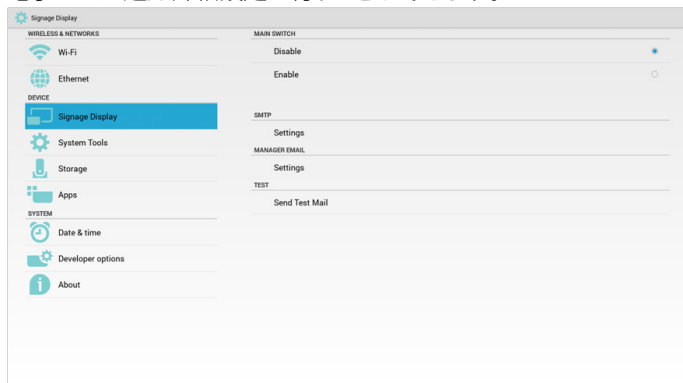 Signage Display
WIRELESS & NETWORKS
Wi-Fi
Ethernet
DEVICE
Signage Display
System Tools
Storage
Apps
SYSTEM
Date & time
Developer options
About
MAIN SWITCH
Disable
Enable
SMTP
Settings
MANAGER EMAIL
Settings
TEST
Send Test Mail